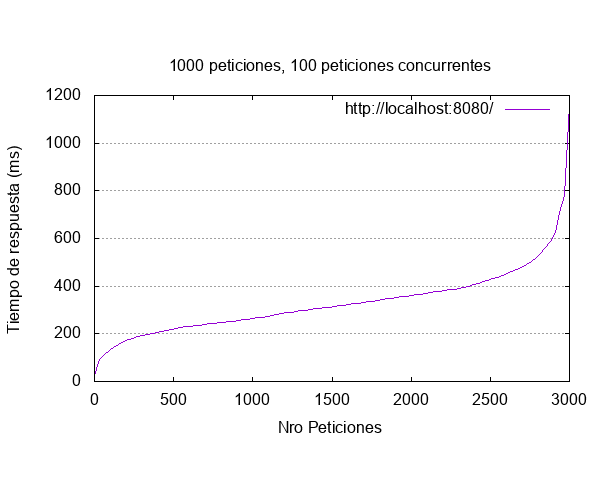 1000 peticiones, 100 peticiones concurrentes
http://localhost:8080/
1200
1000
800
600
400
200
0
Tiempo de respuesta (ms)
0 500 1000 1500 2000 2500 3000
Nro Peticiones